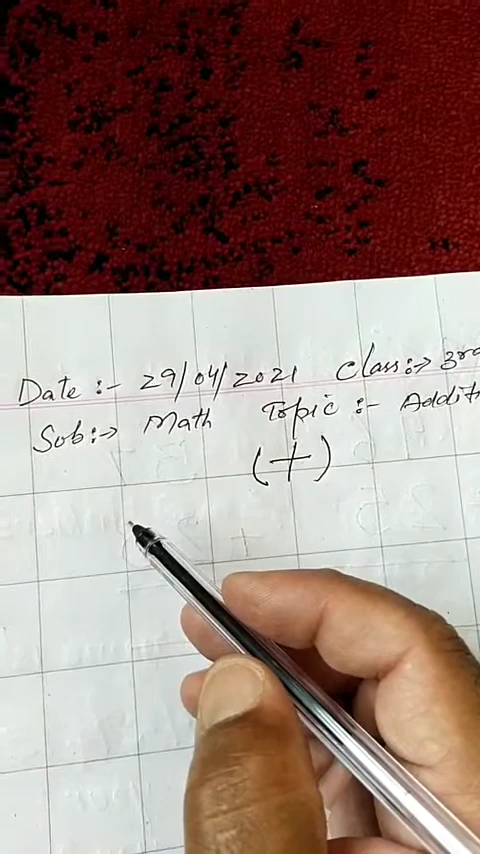 Date :- 29/04/2021 Class:-> 3rd
Sub:-> Math Topic :- Additi
(+)